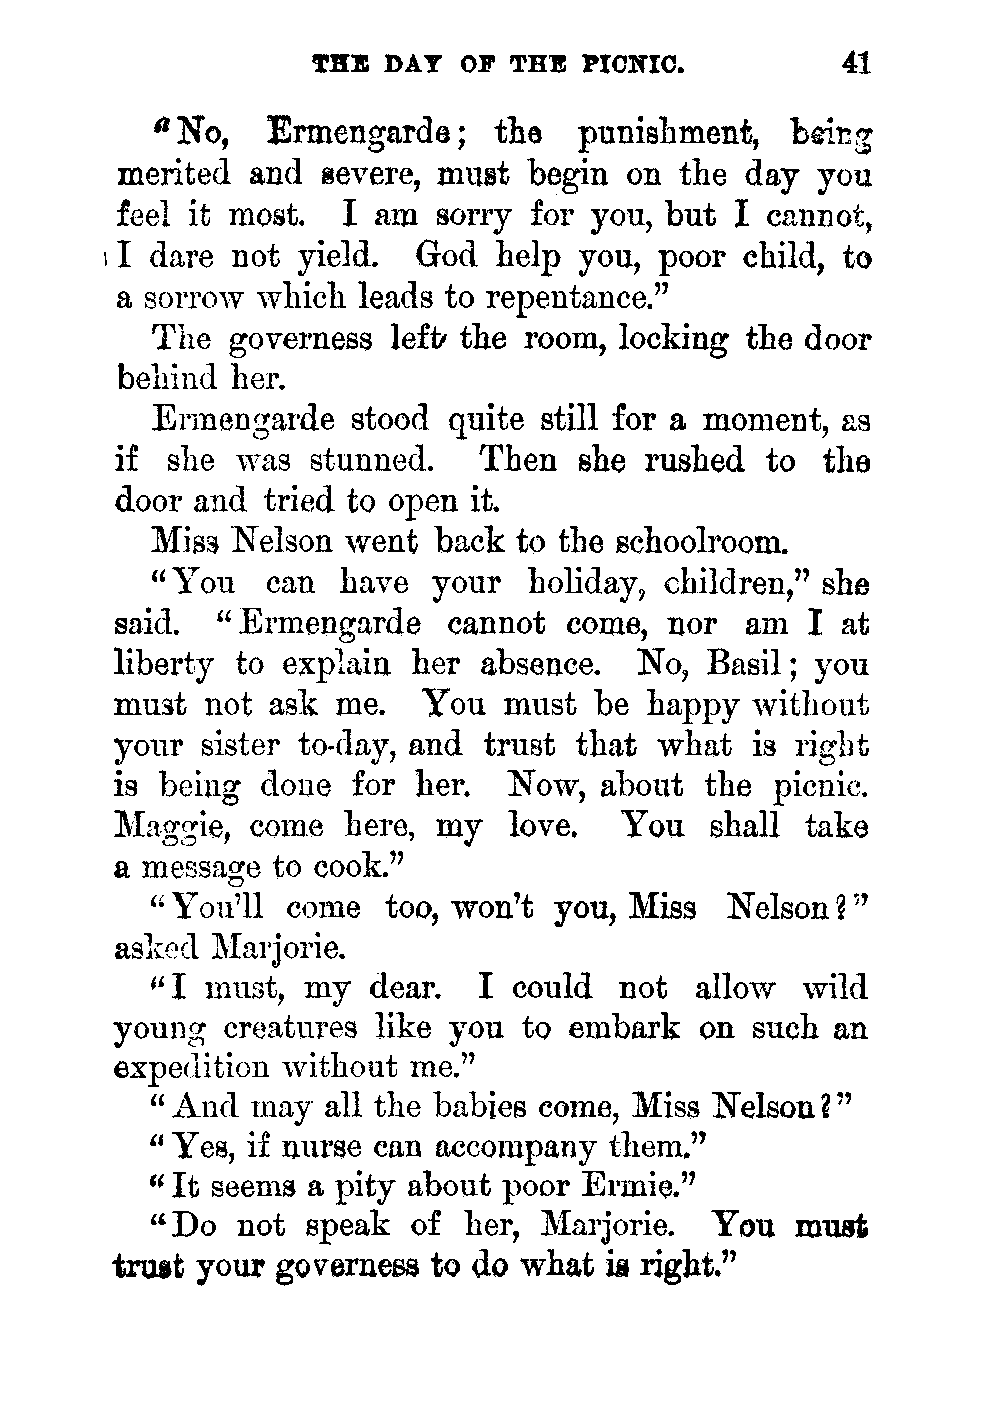 THE DAY OF THE PICNIC. 41
“No, Ermengarde; the punishment, being
merited and severe, must begin on the day you
feel it most. I am sorry for you, but I cannot,
I dare not yield. God help you, poor child, to
a sorrow which leads to repentance.”
The governess left the room, locking the door
behind her.
Ermengarde stood quite still for a moment, as
if she was stunned. Then she rushed to the
door and tried to open it.
Miss Nelson went back to the schoolroom.
“You can have your holiday, children,” she
said. “Ermengarde cannot come, nor am I at
liberty to explain her absence. No, Basil; you
must not ask me. You must be happy without
your sister to-day, and trust that what is right
is being done for her. Now, about the picnic.
Maggie, come here, my love. You shall take
a message to cook.”
“You’ll come too, won’t you, Miss Nelson?”
asked Marjorie.
“I must, my dear. I could not allow wild
young creatures like you to embark on such an
expedition without me.”
“And may all the babies come, Miss Nelson?”
“Yes, if nurse can accompany them.”
“It seems a pity about poor Ermie.”
“Do not speak of her, Marjorie. You must
trust your governess to do what is right.”